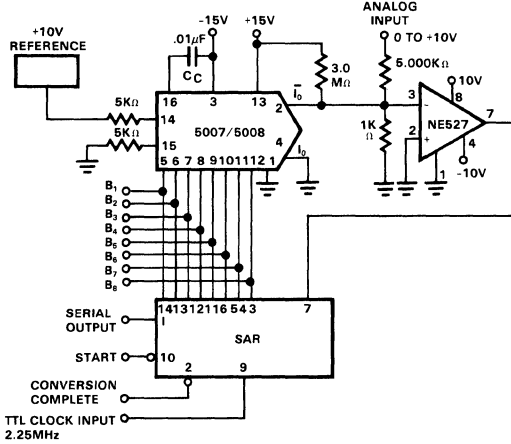 ANALOG
INPUT
-15V
+15V
+10V
REFERENCE
.01μF
0 TO +10V
C_C
3.0
MΩ
5.000KΩ
10V
16 3 13
2 I̅₀
3 - 8
5KΩ
14
5007/5008
NE527
7
5KΩ
15
4
I₀
1K
Ω
2 +
4
-10V
5 6 7 8 9 10 11 12 1
1
B₁
B₂
B₃
B₄
B₅
B₆
B₇
B₈
14 13 12 11 16 5 4 3
7
SERIAL
OUTPUT
1
SAR
START
10
2
9
CONVERSION
COMPLETE
TTL CLOCK INPUT
2.25MHz